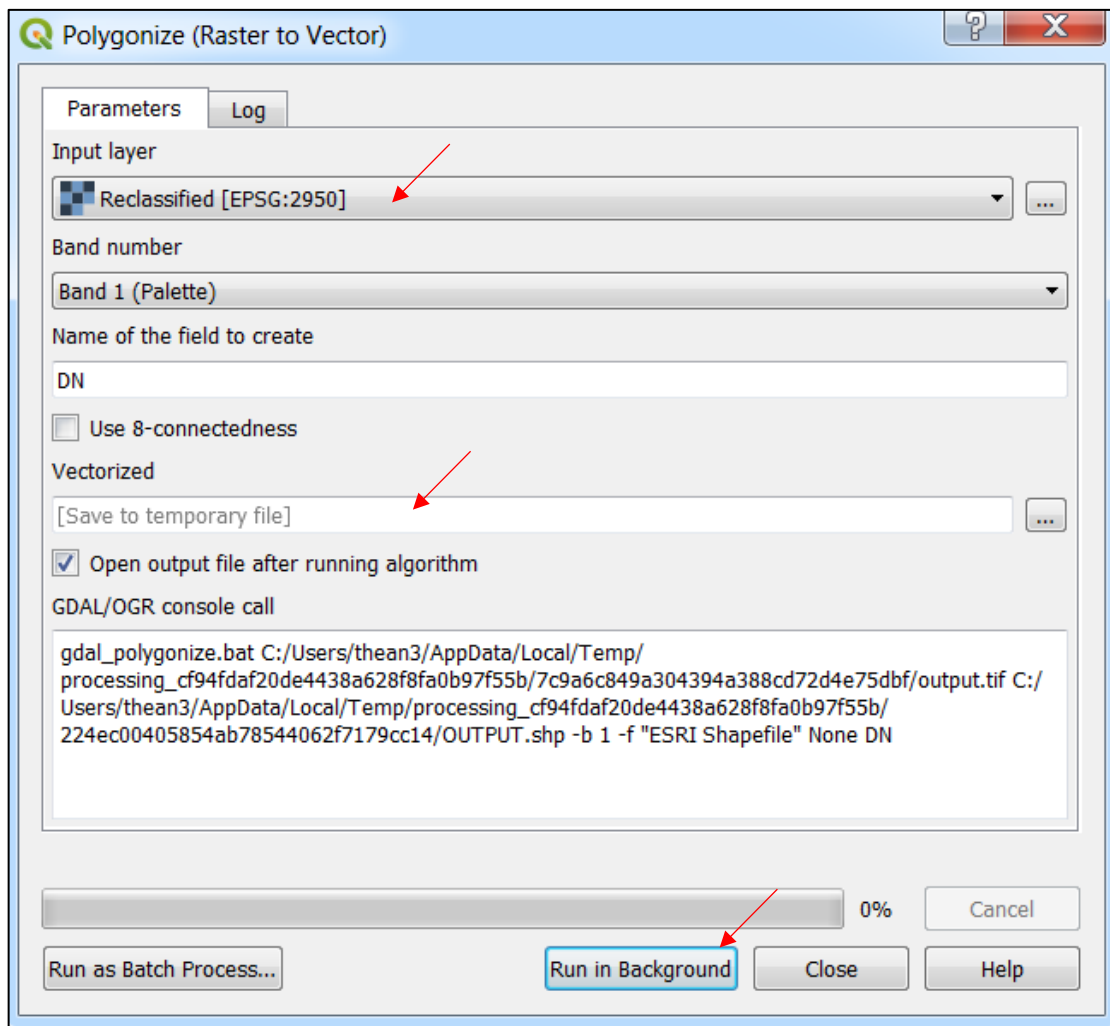 Polygonize (Raster to Vector)
Parameters
Log
Input layer
Reclassified [EPSG:2950]
...
Band number
Band 1 (Palette)
Name of the field to create
DN
Use 8-connectedness
Vectorized
[Save to temporary file]
...
Open output file after running algorithm
GDAL/OGR console call
gdal_polygonize.bat C:/Users/thean3/AppData/Local/Temp/
processing_cf94fdaf20de4438a628f8fa0b97f55b/7c9a6c849a304394a388cd72d4e75dbf/output.tif C:/
Users/thean3/AppData/Local/Temp/processing_cf94fdaf20de4438a628f8fa0b97f55b/
224ec00405854ab78544062f7179cc14/OUTPUT.shp -b 1 -f "ESRI Shapefile" None DN
0%
Cancel
Run as Batch Process...
Run in Background
Close
Help